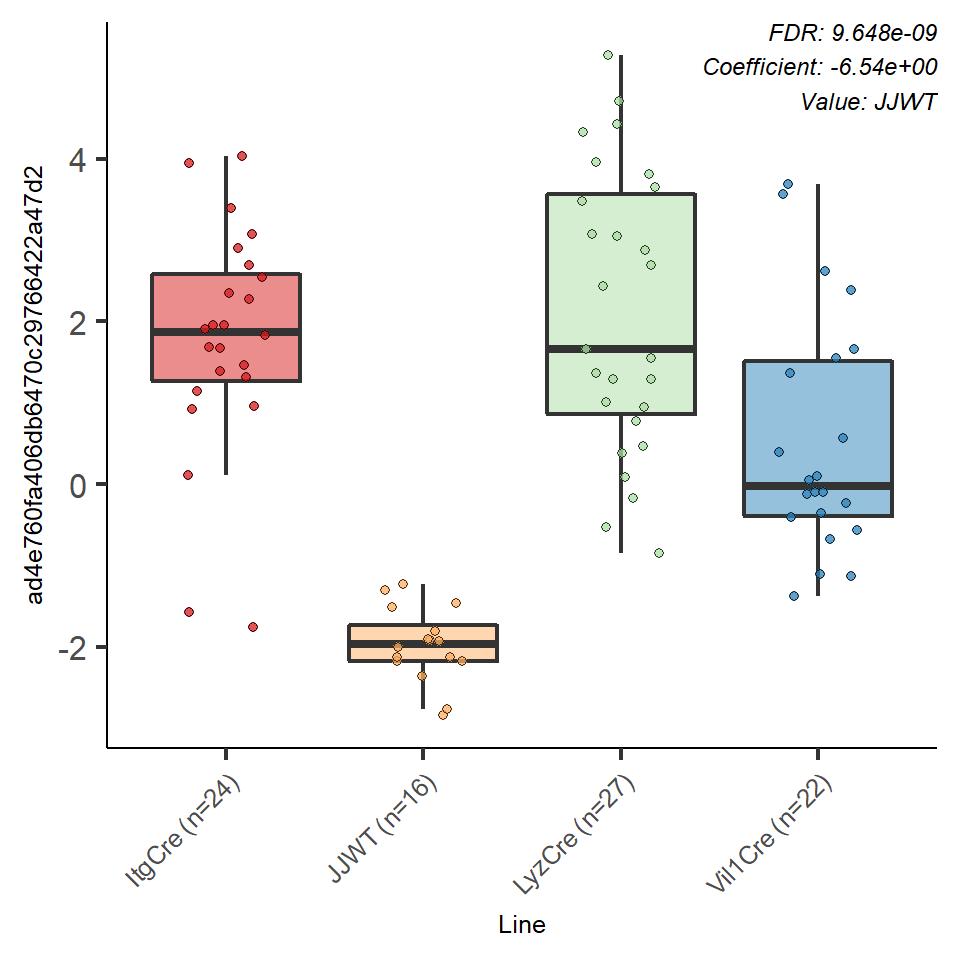 FDR: 9.648e-09
Coefficient: -6.54e+00
Value: JJWT
ad4e760fa406db6470c29766422a47d2
4
2
0
-2
ItgCre (n=24)
JJWT (n=16)
LyzCre (n=27)
Vil1Cre (n=22)
Line